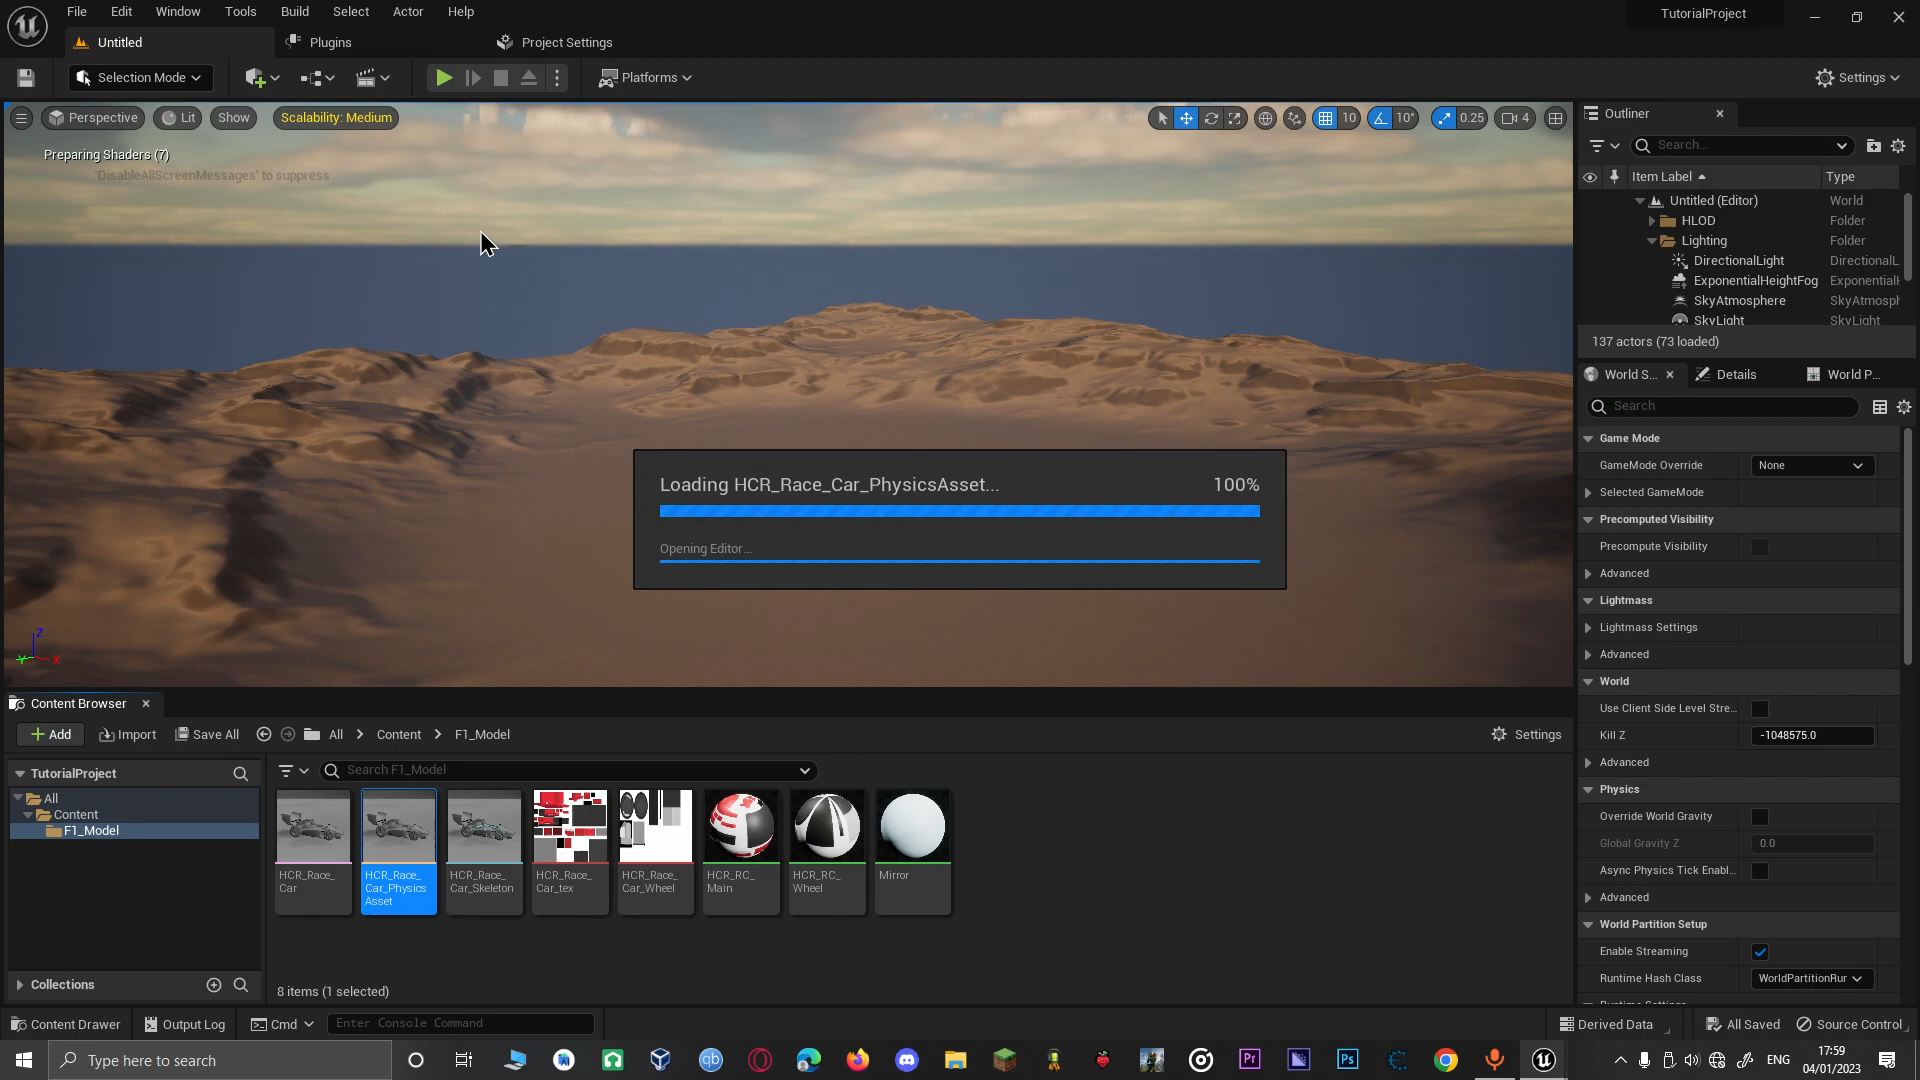 File Edit Window Tools Build Select Actor Help
TutorialProject
Untitled
Plugins
Project Settings
Selection Mode
Platforms
Settings
Perspective
Lit
Show
Scalability: Medium
10
10°
0.25
4
Preparing Shaders (7)
'DisableAllScreenMessages' to suppress
Loading HCR_Race_Car_PhysicsAsset... 100%
Opening Editor...
Z
Y
X
Outliner
Search...
Item Label Type
Untitled (Editor) World
HLOD Folder
Lighting Folder
DirectionalLight DirectionalL
ExponentialHeightFog ExponentialH
SkyAtmosphere SkyAtmosph
SkyLight SkyLight
137 actors (73 loaded)
World S...
Details
World P...
Search
Game Mode
GameMode Override None
Selected GameMode
Precomputed Visibility
Precompute Visibility
Advanced
Lightmass
Lightmass Settings
Advanced
World
Use Client Side Level Stre...
Kill Z -1048575.0
Advanced
Physics
Override World Gravity
Global Gravity Z 0.0
Async Physics Tick Enabl...
Advanced
World Partition Setup
Enable Streaming
Runtime Hash Class WorldPartitionRur
Runtime Settings
Content Browser
Add
Import
Save All
All
Content
F1_Model
Settings
TutorialProject
All
Content
F1_Model
Collections
Search F1_Model
HCR_Race_
Car
HCR_Race_
Car_Physics
Asset
HCR_Race_
Car_Skeleton
HCR_Race_
Car_tex
HCR_Race_
Car_Wheel
HCR_RC_
Main
HCR_RC_
Wheel
Mirror
8 items (1 selected)
Content Drawer
Output Log
Cmd
Enter Console Command
Derived Data
All Saved
Source Control
Type here to search
qb
Pr
Ps
ENG
17:59
04/01/2023